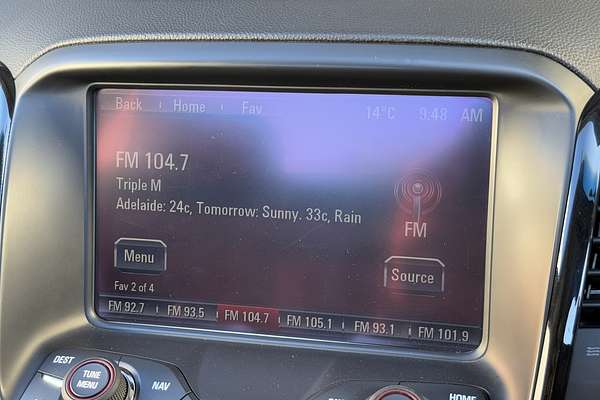 Back Home Fav 14°C 9:48 AM
FM 104.7
Triple M
Adelaide: 24c, Tomorrow: Sunny. 33c, Rain
FM
Menu
Source
Fav 2 of 4
FM 92.7 FM 93.5 FM 104.7 FM 105.1 FM 93.1 FM 101.9
DEST TUNE MENU NAV
HOME